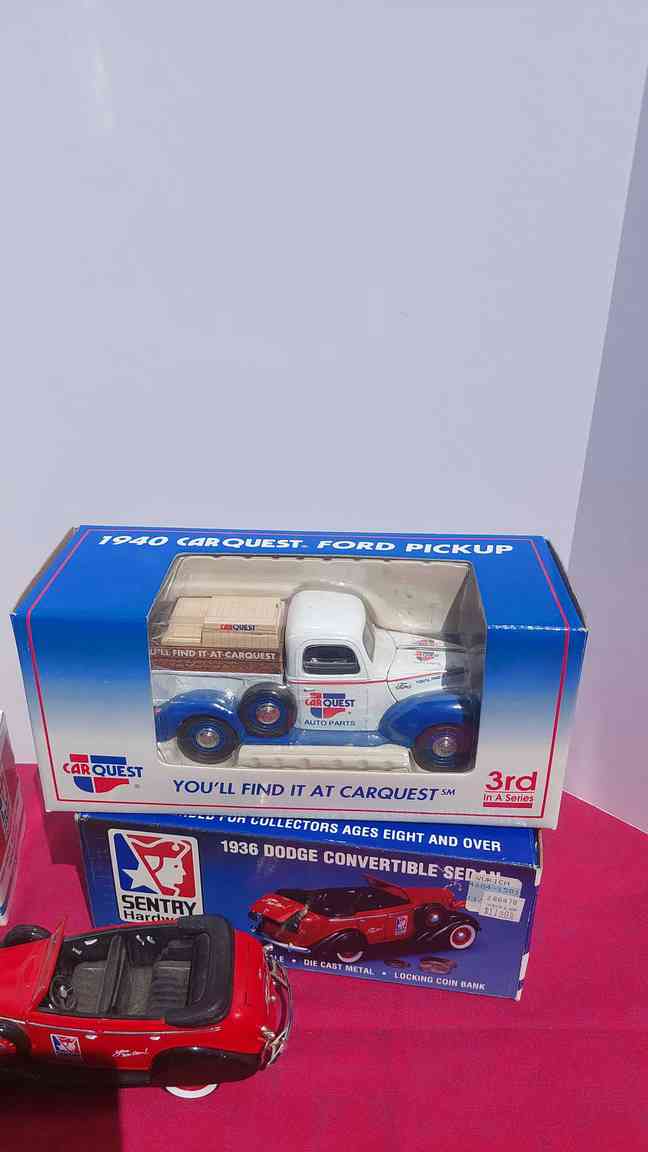 1940 CARQUEST FORD PICKUP
CARQUEST
U'LL FIND IT AT CARQUEST
CARQUEST
AUTO PARTS
Ford
CARQUEST®
YOU'LL FIND IT AT CARQUEST SM
3rd
In A Series
FOR COLLECTORS AGES EIGHT AND OVER
1936 DODGE CONVERTIBLE SEDAN
SENTRY
Hardw
DIE CAST METAL • LOCKING COIN BANK